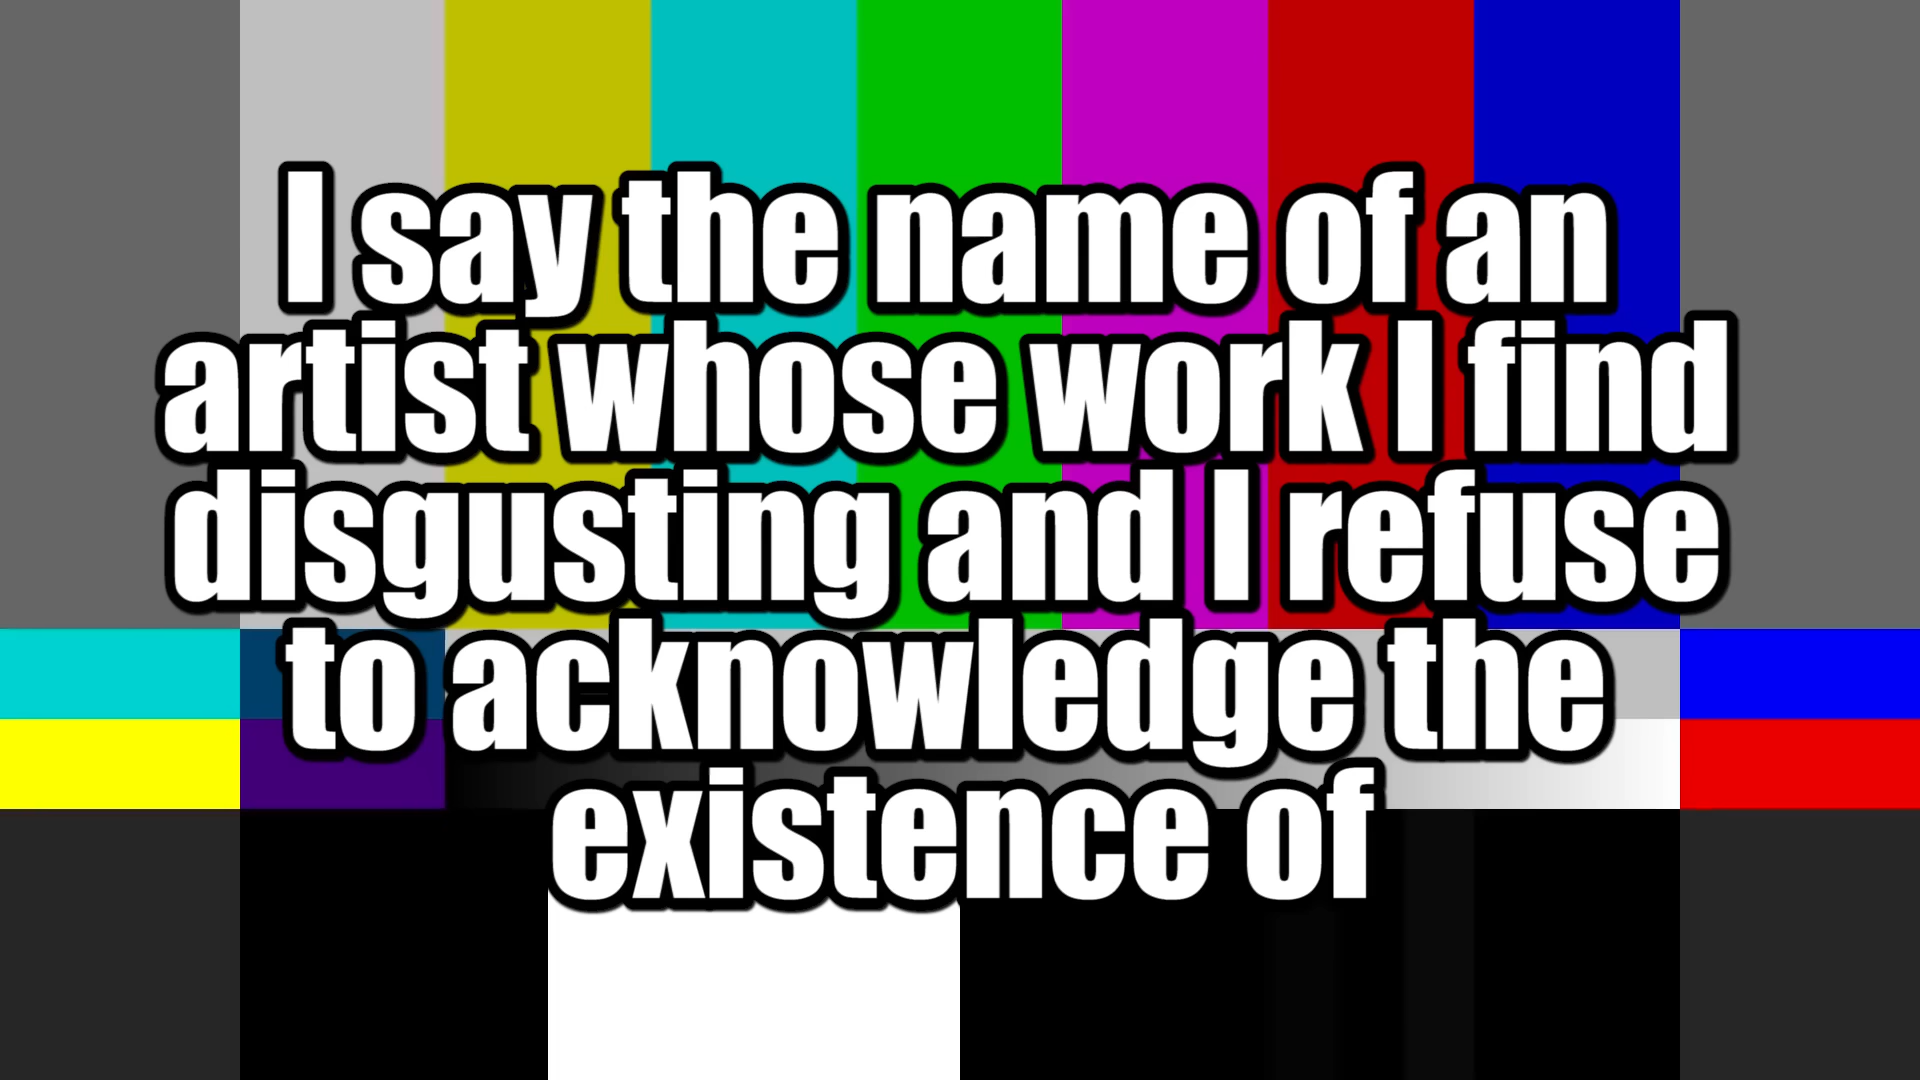 I say the name of an
artist whose work I find
disgusting and I refuse
to acknowledge the
existence of